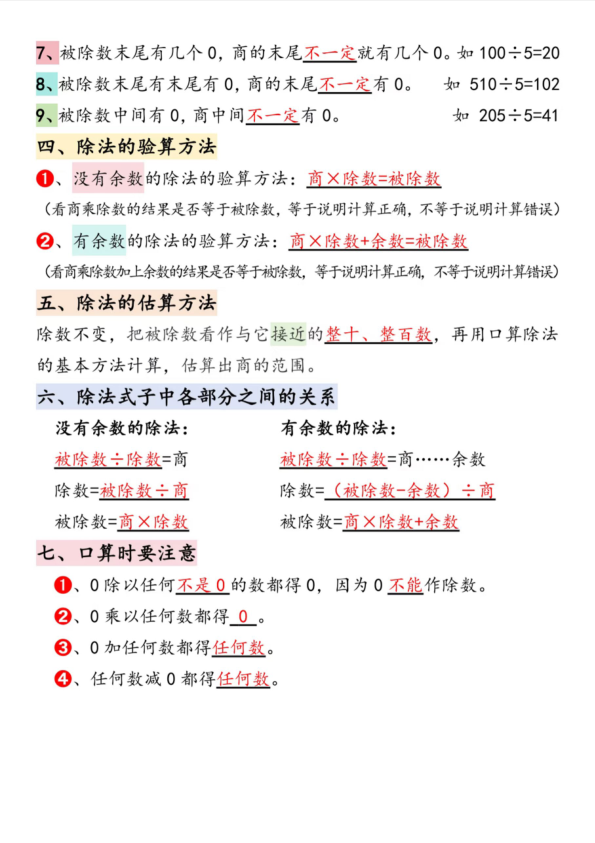 7、被除数末尾有几个0，商的末尾不一定就有几个0。如100÷5=20
8、被除数末尾有末尾有0，商的末尾不一定有0。 如 510÷5=102
9、被除数中间有0，商中间不一定有0。 如 205÷5=41
四、除法的验算方法
❶、没有余数的除法的验算方法：商×除数=被除数
（看商乘除数的结果是否等于被除数，等于说明计算正确，不等于说明计算错误）
❷、有余数的除法的验算方法：商×除数+余数=被除数
（看商乘除数加上余数的结果是否等于被除数，等于说明计算正确，不等于说明计算错误）
五、除法的估算方法
除数不变，把被除数看作与它接近的整十、整百数，再用口算除法
的基本方法计算，估算出商的范围。
六、除法式子中各部分之间的关系
没有余数的除法： 有余数的除法：
被除数÷除数=商 被除数÷除数=商……余数
除数=被除数÷商 除数=（被除数-余数）÷商
被除数=商×除数 被除数=商×除数+余数
七、口算时要注意
❶、0除以任何不是0的数都得0，因为0不能作除数。
❷、0乘以任何数都得 0 。
❸、0加任何数都得任何数。
❹、任何数减0都得任何数。